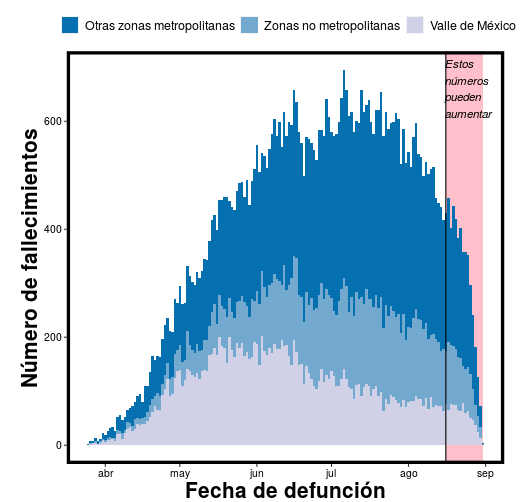 Otras zonas metropolitanas Zonas no metropolitanas Valle de México
Estos
números
pueden
aumentar
Número de fallecimientos
600
400
200
0
abr may jun jul ago sep
Fecha de defunción